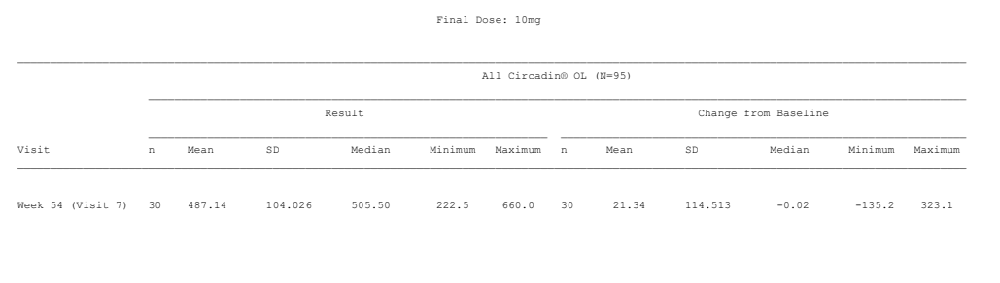 Final Dose: 10mg
All Circadin® OL (N=95)
Result Change from Baseline
Visit n Mean SD Median Minimum Maximum n Mean SD Median Minimum Maximum
Week 54 (Visit 7) 30 487.14 104.026 505.50 222.5 660.0 30 21.34 114.513 -0.02 -135.2 323.1